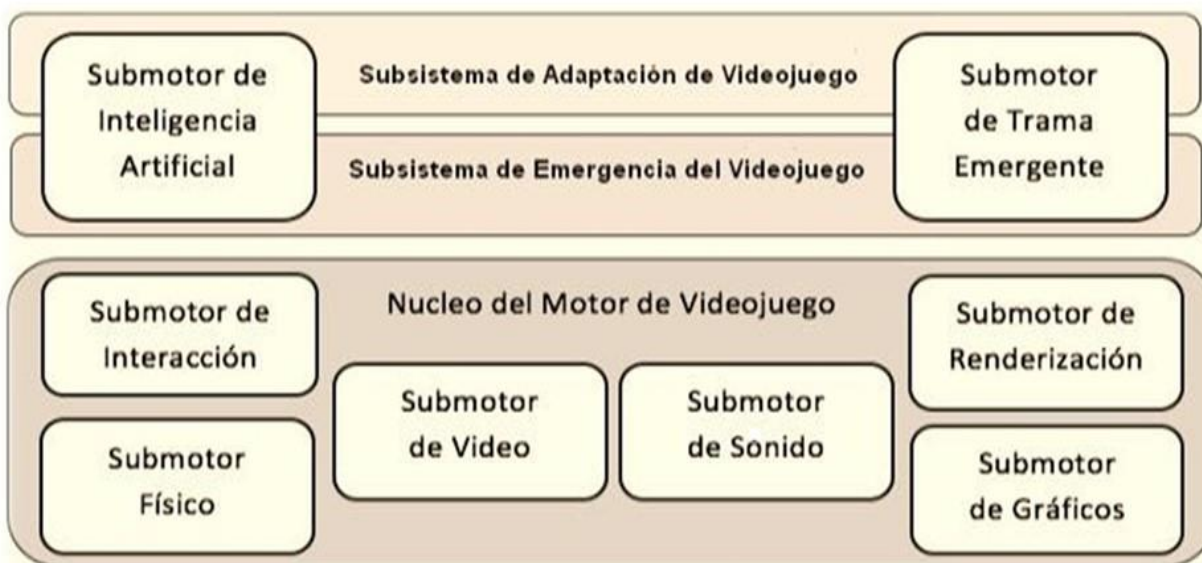 Submotor de
Inteligencia
Artificial
Subsistema de Adaptación de Videojuego
Submotor
de Trama
Emergente
Subsistema de Emergencia del Videojuego
Submotor de
Interacción
Nucleo del Motor de Videojuego
Submotor de
Renderización
Submotor
de Video
Submotor
de Sonido
Submotor
Físico
Submotor
de Gráficos